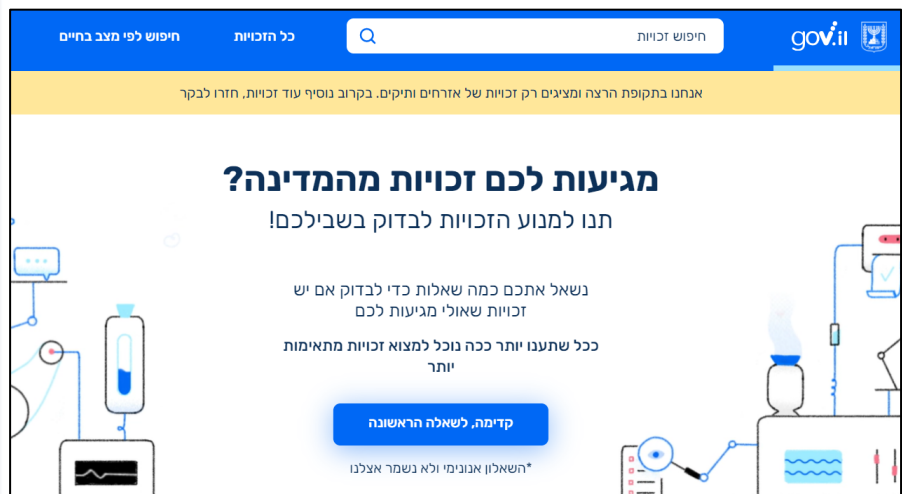 gov.il
חיפוש זכויות
כל הזכויות
חיפוש לפי מצב בחיים
אנחנו בתקופת הרצה ומציגים רק זכויות של אזרחים ותיקים. בקרוב נוסיף עוד זכויות, חזרו לבקר
מגיעות לכם זכויות מהמדינה?
תנו למנוע הזכויות לבדוק בשבילכם!
נשאל אתכם כמה שאלות כדי לבדוק אם יש
זכויות שאולי מגיעות לכם
ככל שתענו יותר ככה נוכל למצוא זכויות מתאימות
יותר
קדימה, לשאלה הראשונה
*השאלון אנונימי ולא נשמר אצלנו